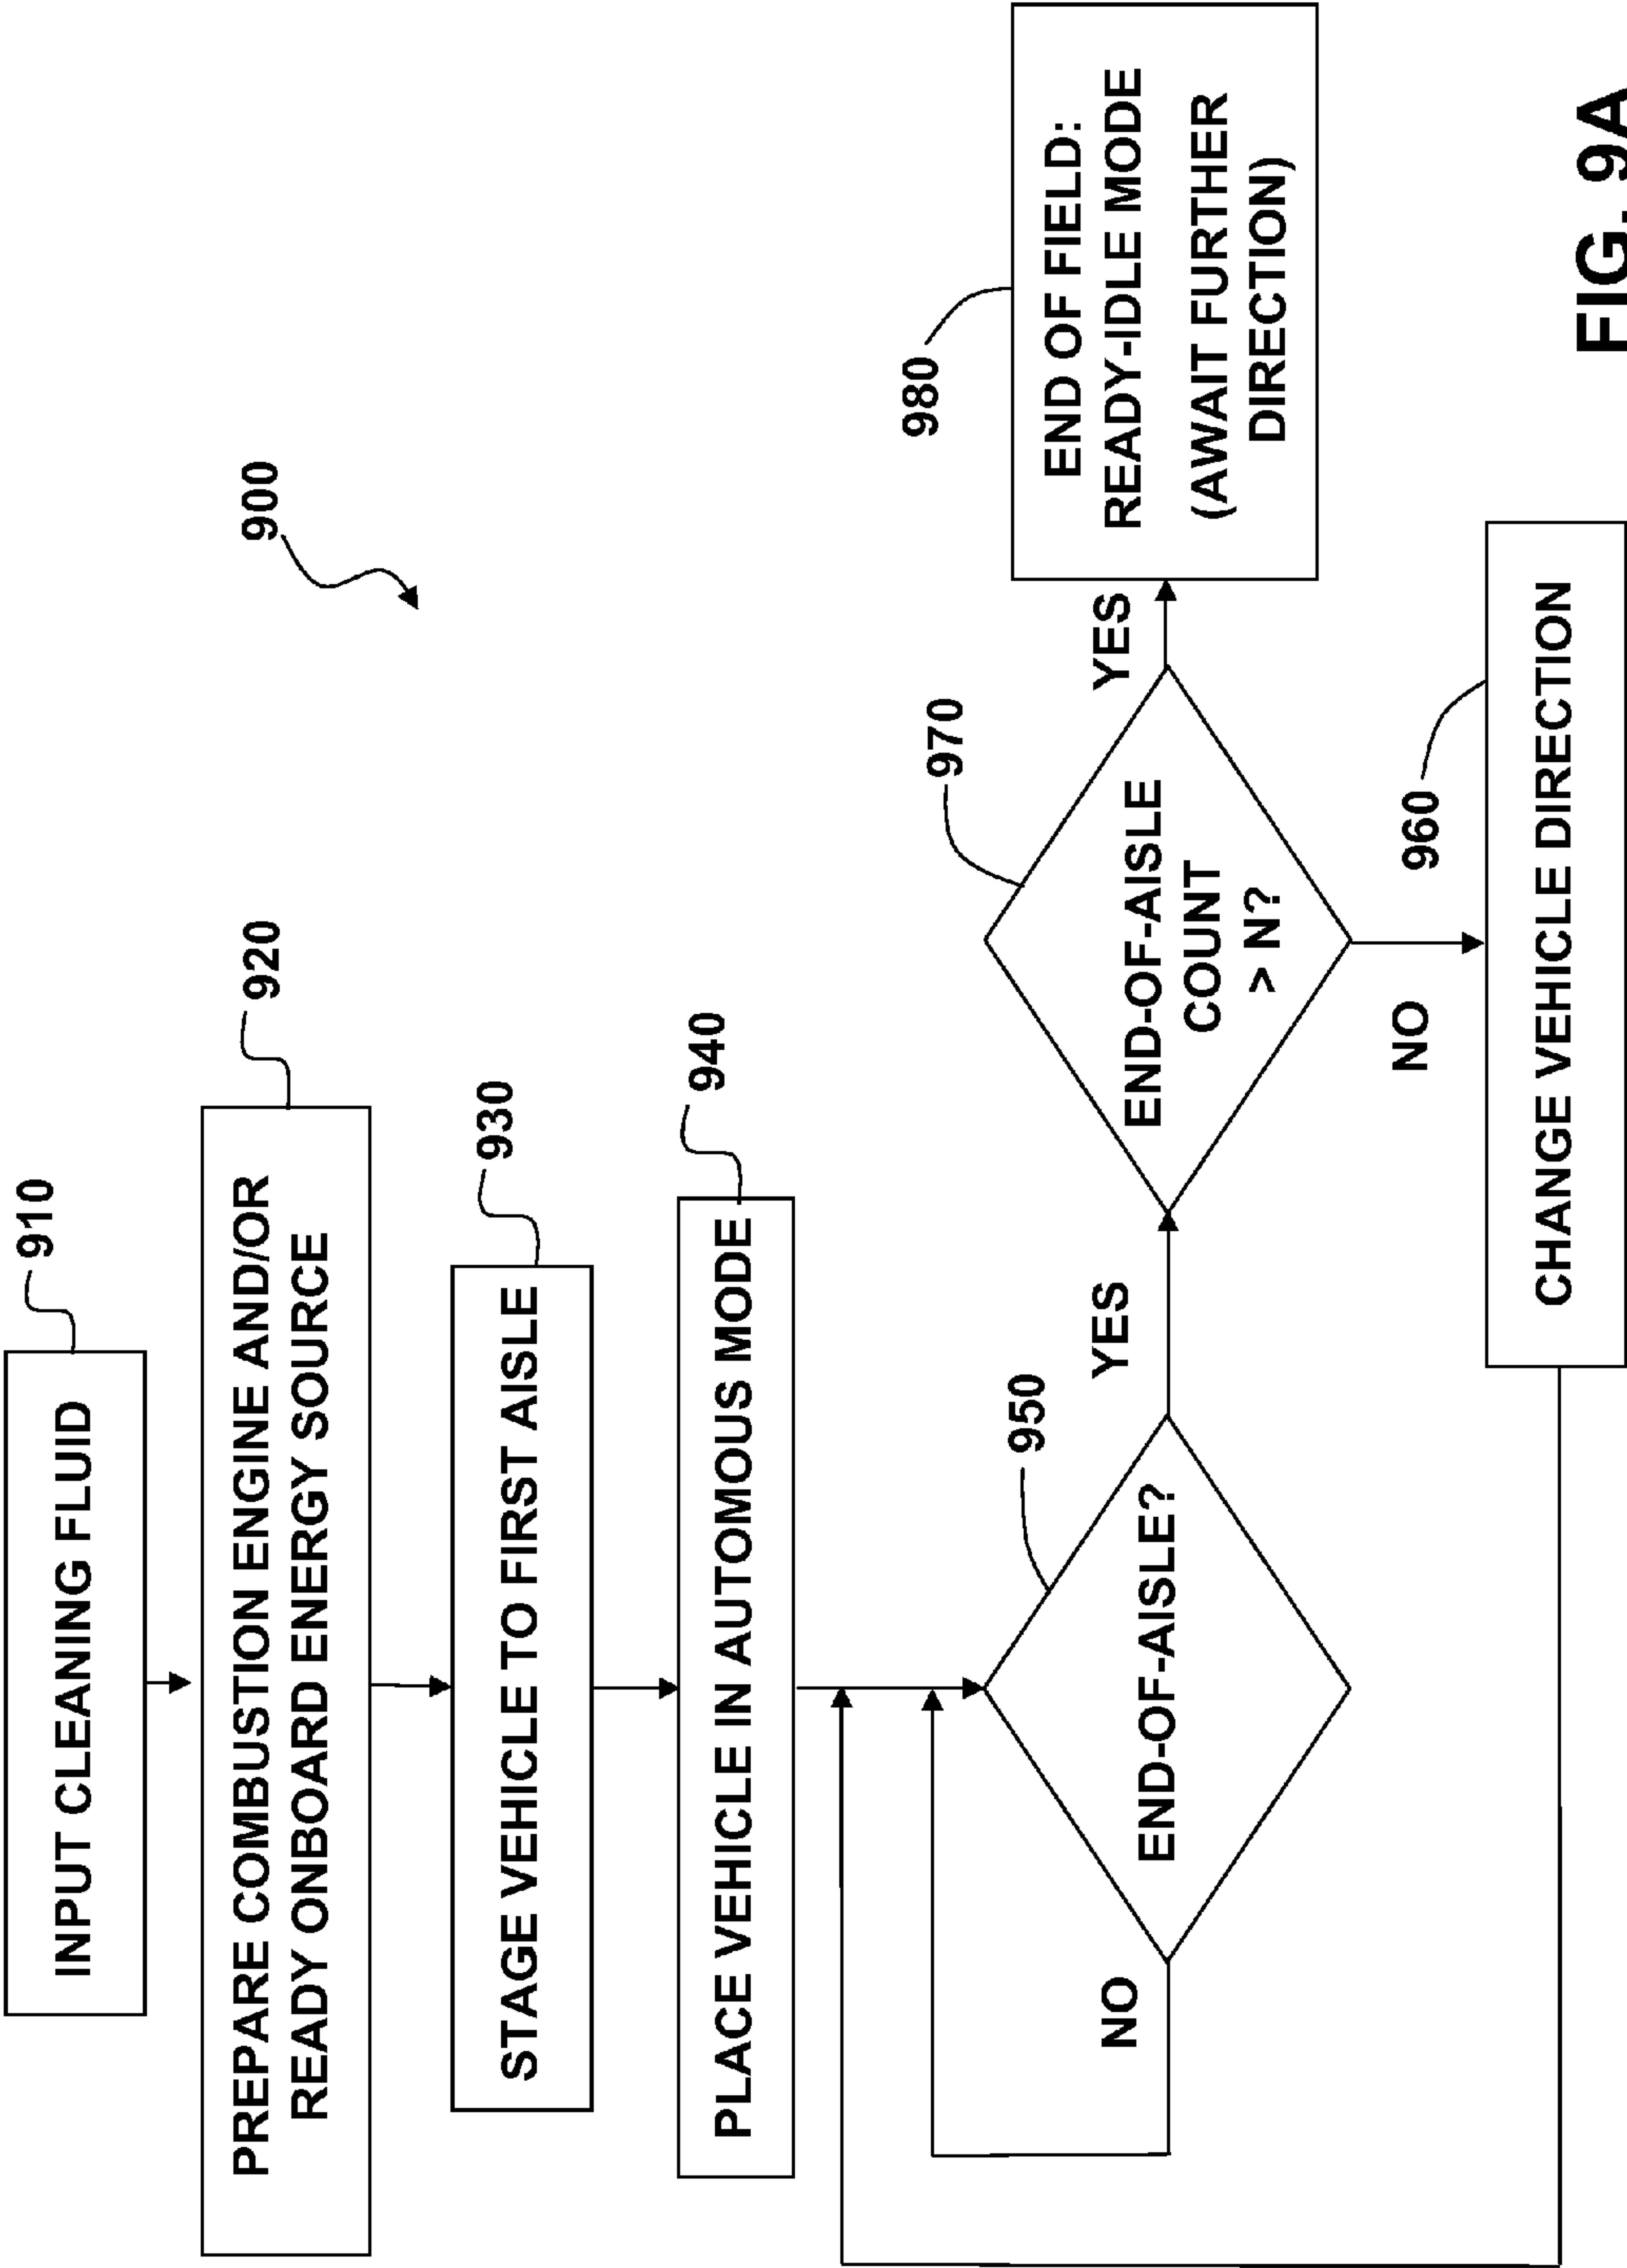 900
INPUT CLEANING FLUID
910
PREPARE COMBUSTION ENGINE AND/OR
READY ONBOARD ENERGY SOURCE
920
STAGE VEHICLE TO FIRST AISLE
930
PLACE VEHICLE IN AUTOMOUS MODE
940
END-OF-AISLE?
950
NO
YES
END-OF-AISLE
COUNT
> N?
970
YES
NO
END OF FIELD:
READY-IDLE MODE
(AWAIT FURTHER
DIRECTION)
980
CHANGE VEHICLE DIRECTION
960
FIG. 9A